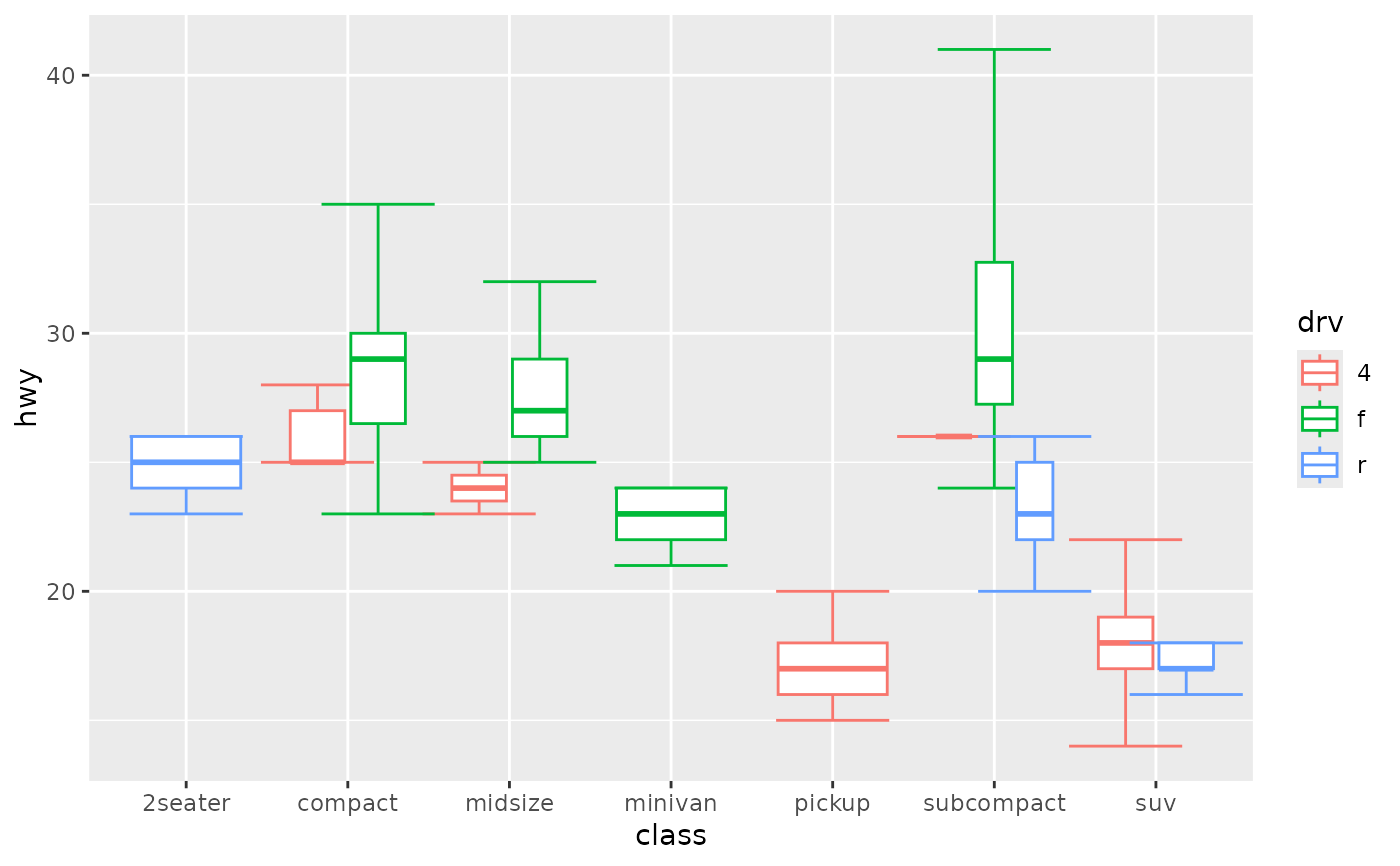 40
30
20
hwy
2seater compact midsize minivan pickup subcompact suv
class
drv
4
f
r